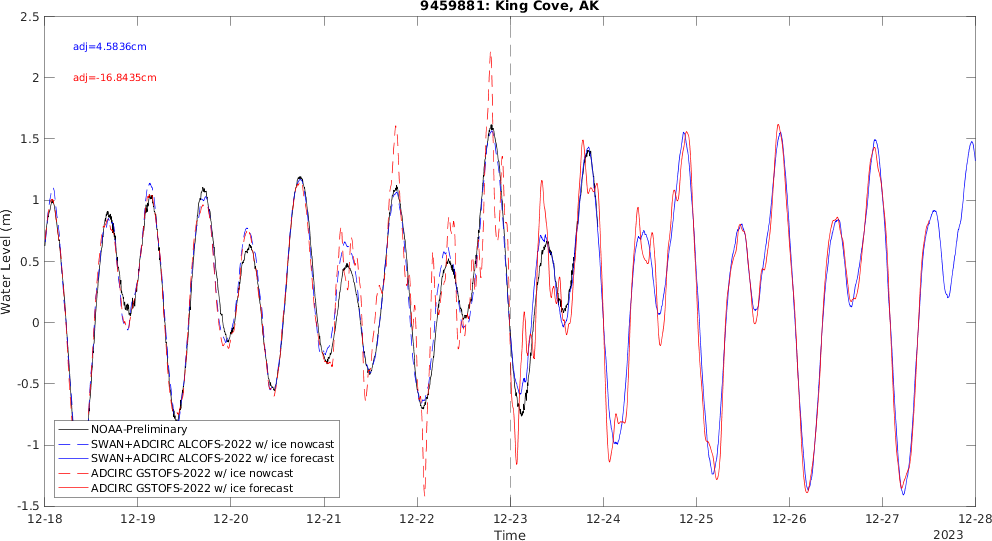 9459881: King Cove, AK
2.5
adj=4.5836cm
2
adj=-16.8435cm
1.5
1
0.5
0
-0.5
-1
-1.5
Water Level (m)
NOAA-Preliminary
SWAN+ADCIRC ALCOFS-2022 w/ ice nowcast
SWAN+ADCIRC ALCOFS-2022 w/ ice forecast
ADCIRC GSTOFS-2022 w/ ice nowcast
ADCIRC GSTOFS-2022 w/ ice forecast
12-18 12-19 12-20 12-21 12-22 12-23 12-24 12-25 12-26 12-27 12-28
Time
2023